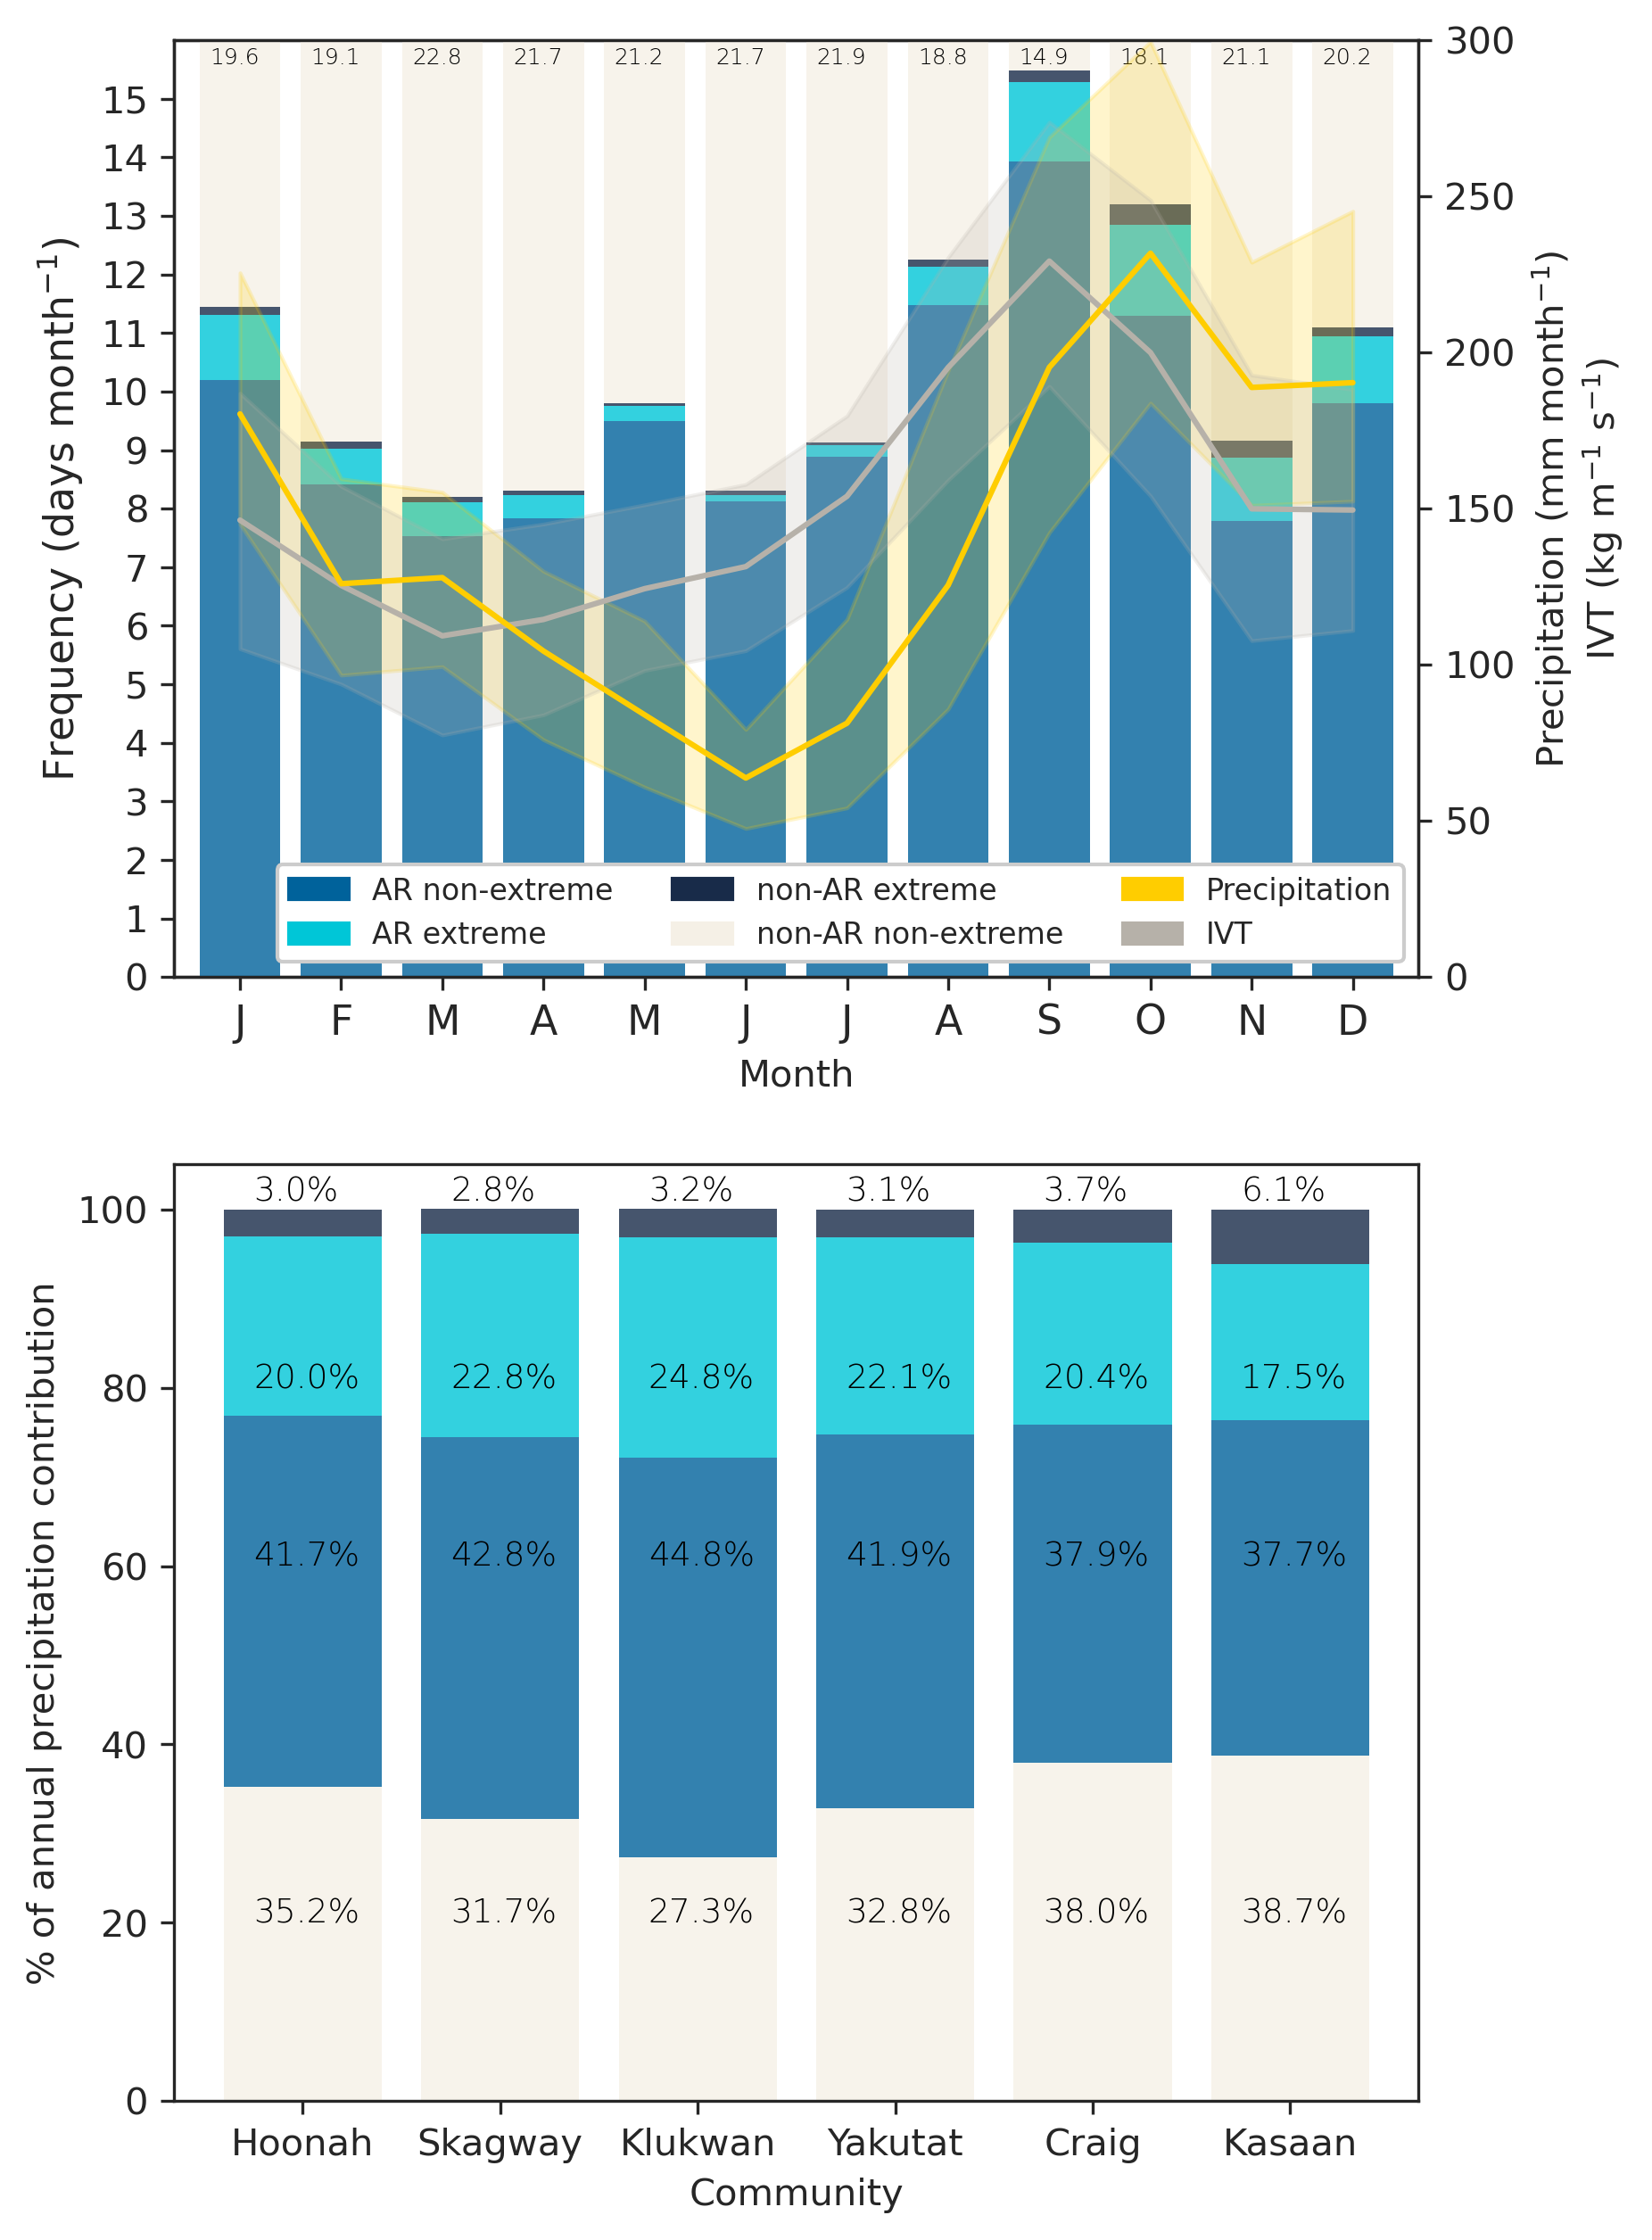 19.6 19.1 22.8 21.7 21.2 21.7 21.9 18.8 14.9 18.1 21.1 20.2
Frequency (days month⁻¹)
15
14
13
12
11
10
9
8
7
6
5
4
3
2
1
0
300
250
200
150
100
50
0
Precipitation (mm month⁻¹)
IVT (kg m⁻¹ s⁻¹)
AR non-extreme non-AR extreme Precipitation
AR extreme non-AR non-extreme IVT
J F M A M J J A S O N D
Month
% of annual precipitation contribution
100
80
60
40
20
0
3.0% 2.8% 3.2% 3.1% 3.7% 6.1%
20.0% 22.8% 24.8% 22.1% 20.4% 17.5%
41.7% 42.8% 44.8% 41.9% 37.9% 37.7%
35.2% 31.7% 27.3% 32.8% 38.0% 38.7%
Hoonah Skagway Klukwan Yakutat Craig Kasaan
Community